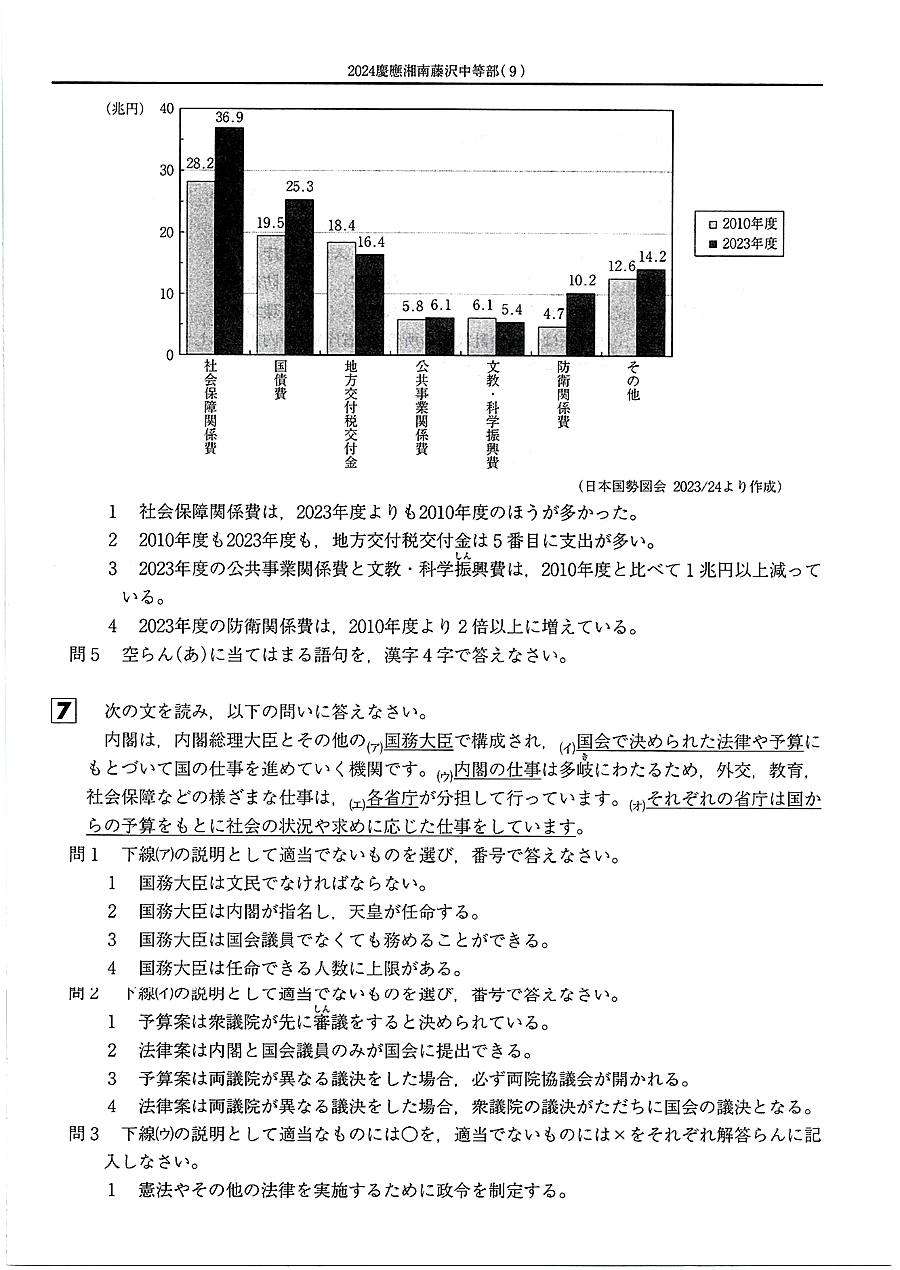 2024慶應湘南藤沢中等部(9)
(兆円)
40
30
20
10
0
28.2
36.9
19.5
25.3
18.4
16.4
5.8
6.1
6.1
5.4
4.7
10.2
12.6
14.2
2010年度
2023年度
社会保障関係費
国債費
地方交付税交付金
公共事業関係費
文教・科学振興費
防衛関係費
その他
(日本国勢図会 2023/24より作成)
1 社会保障関係費は，2023年度よりも2010年度のほうが多かった。
2 2010年度も2023年度も，地方交付税交付金は5番目に支出が多い。
しん
3 2023年度の公共事業関係費と文教・科学振興費は，2010年度と比べて1兆円以上減って
いる。
4 2023年度の防衛関係費は，2010年度より2倍以上に増えている。
問5 空らん(あ)に当てはまる語句を，漢字4字で答えなさい。
7 次の文を読み，以下の問いに答えなさい。
内閣は，内閣総理大臣とその他の(ア)国務大臣で構成され，(イ)国会で決められた法律や予算に
き
もとづいて国の仕事を進めていく機関です。(ウ)内閣の仕事は多岐にわたるため，外交，教育，
社会保障などの様ざまな仕事は，(エ)各省庁が分担して行っています。(オ)それぞれの省庁は国か
らの予算をもとに社会の状況や求めに応じた仕事をしています。
問1 下線(ア)の説明として適当でないものを選び，番号で答えなさい。
1 国務大臣は文民でなければならない。
2 国務大臣は内閣が指名し，天皇が任命する。
3 国務大臣は国会議員でなくても務めることができる。
4 国務大臣は任命できる人数に上限がある。
問2 下線(イ)の説明として適当でないものを選び，番号で答えなさい。
しん
1 予算案は衆議院が先に審議をすると決められている。
2 法律案は内閣と国会議員のみが国会に提出できる。
3 予算案は両議院が異なる議決をした場合，必ず両院協議会が開かれる。
4 法律案は両議院が異なる議決をした場合，衆議院の議決がただちに国会の議決となる。
問3 下線(ウ)の説明として適当なものには○を，適当でないものには×をそれぞれ解答らんに記
入しなさい。
1 憲法やその他の法律を実施するために政令を制定する。